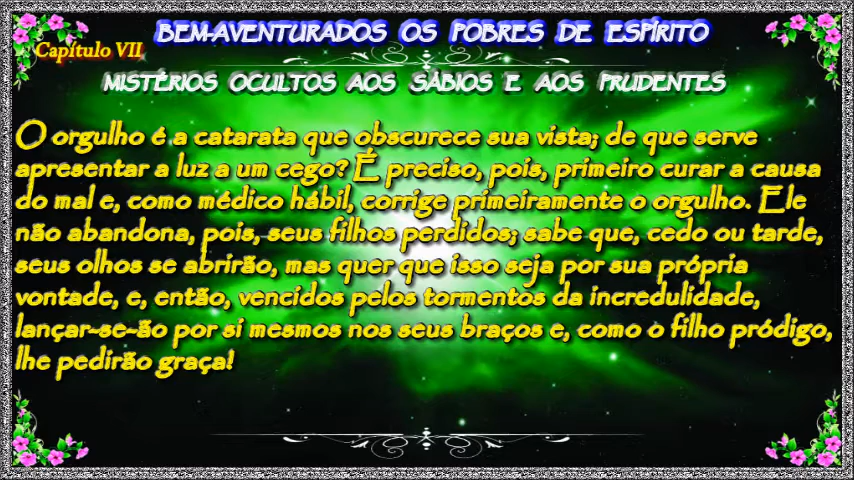 BEM-AVENTURADOS OS POBRES DE ESPÍRITO
Capítulo VII
MISTÉRIOS OCULTOS AOS SÁBIOS E AOS PRUDENTES
O orgulho é a catarata que obscurece sua vista; de que serve
apresentar a luz a um cego? É preciso, pois, primeiro curar a causa
do mal e, como médico hábil, corrige primeiramente o orgulho. Ele
não abandona, pois, seus filhos perdidos; sabe que, cedo ou tarde,
seus olhos se abrirão, mas quer que isso seja por sua própria
vontade, e, então, vencidos pelos tormentos da incredulidade,
lançar-se-ão por si mesmos nos seus braços e, como o filho pródigo,
lhe pedirão graça!